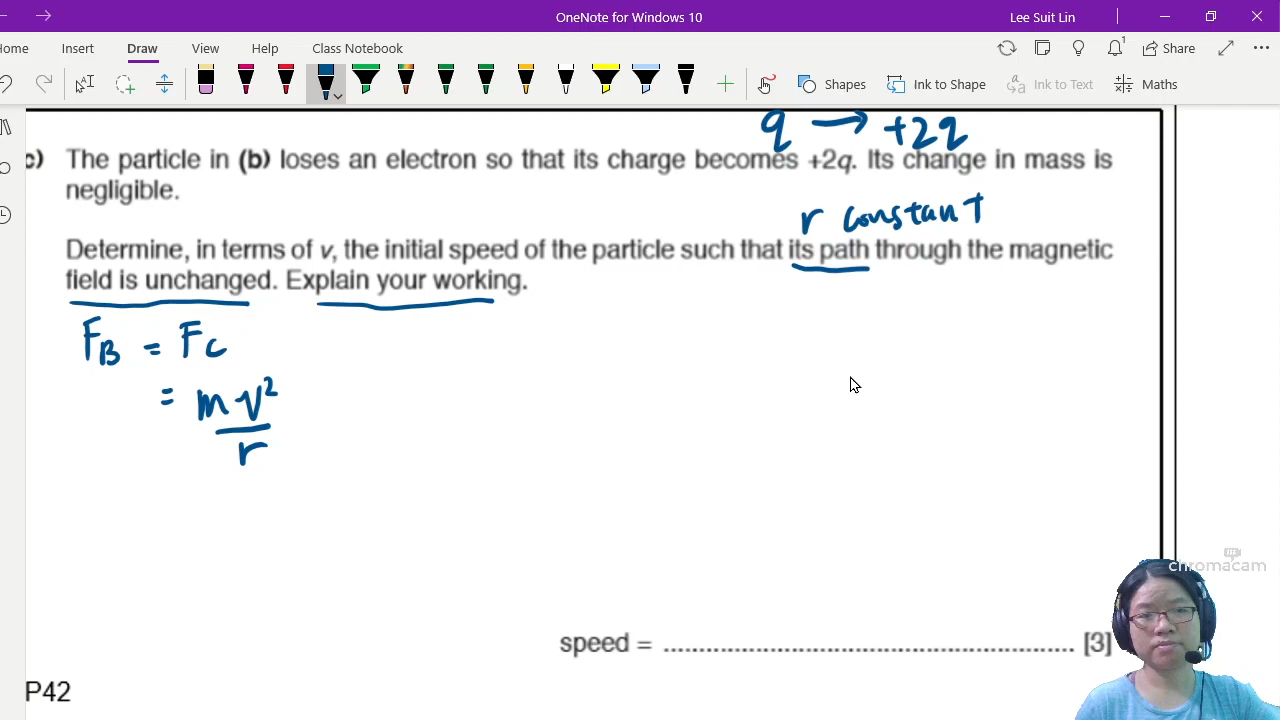 OneNote for Windows 10
Lee Suit Lin
Home Insert Draw View Help Class Notebook
1
Share
Shapes
Ink to Shape
Ink to Text
Maths
q → +2q
c) The particle in (b) loses an electron so that its charge becomes +2q. Its change in mass is
negligible.
r constant
Determine, in terms of v, the initial speed of the particle such that its path through the magnetic
field is unchanged. Explain your working.
F_B = F_C
= mv²
r
chromacam
speed = .......................................................... [3]
P42